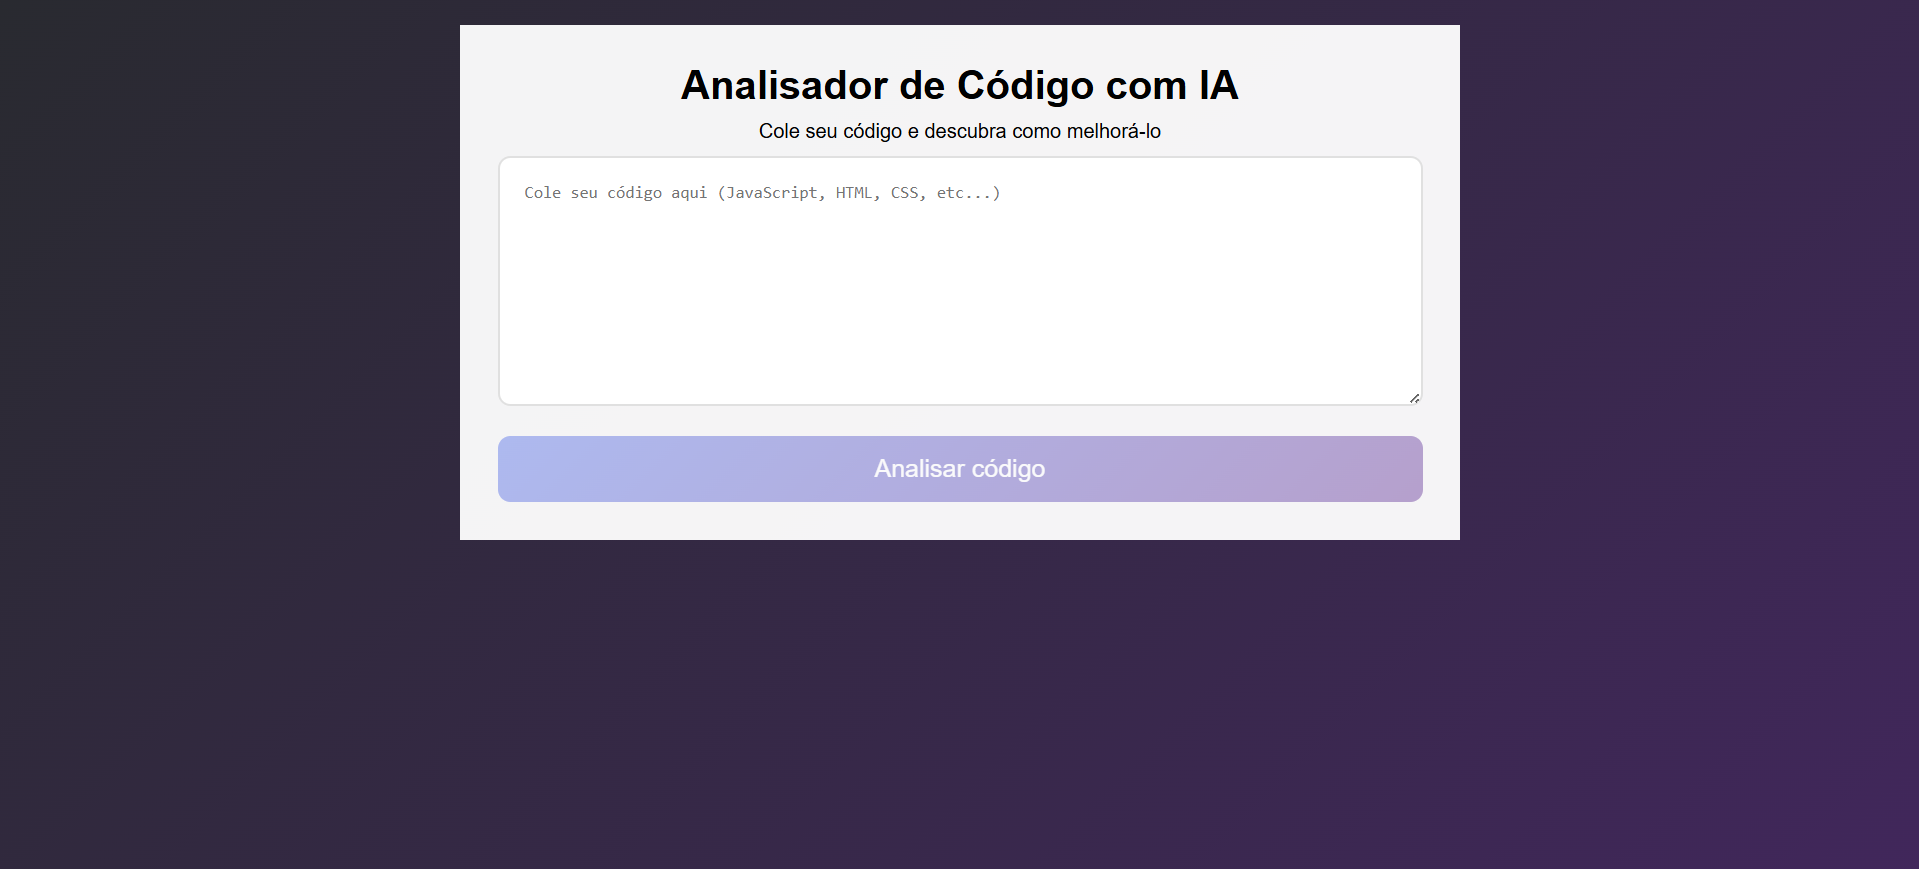 Analisador de Código com IA
Cole seu código e descubra como melhorá-lo
Cole seu código aqui (JavaScript, HTML, CSS, etc...)
Analisar código